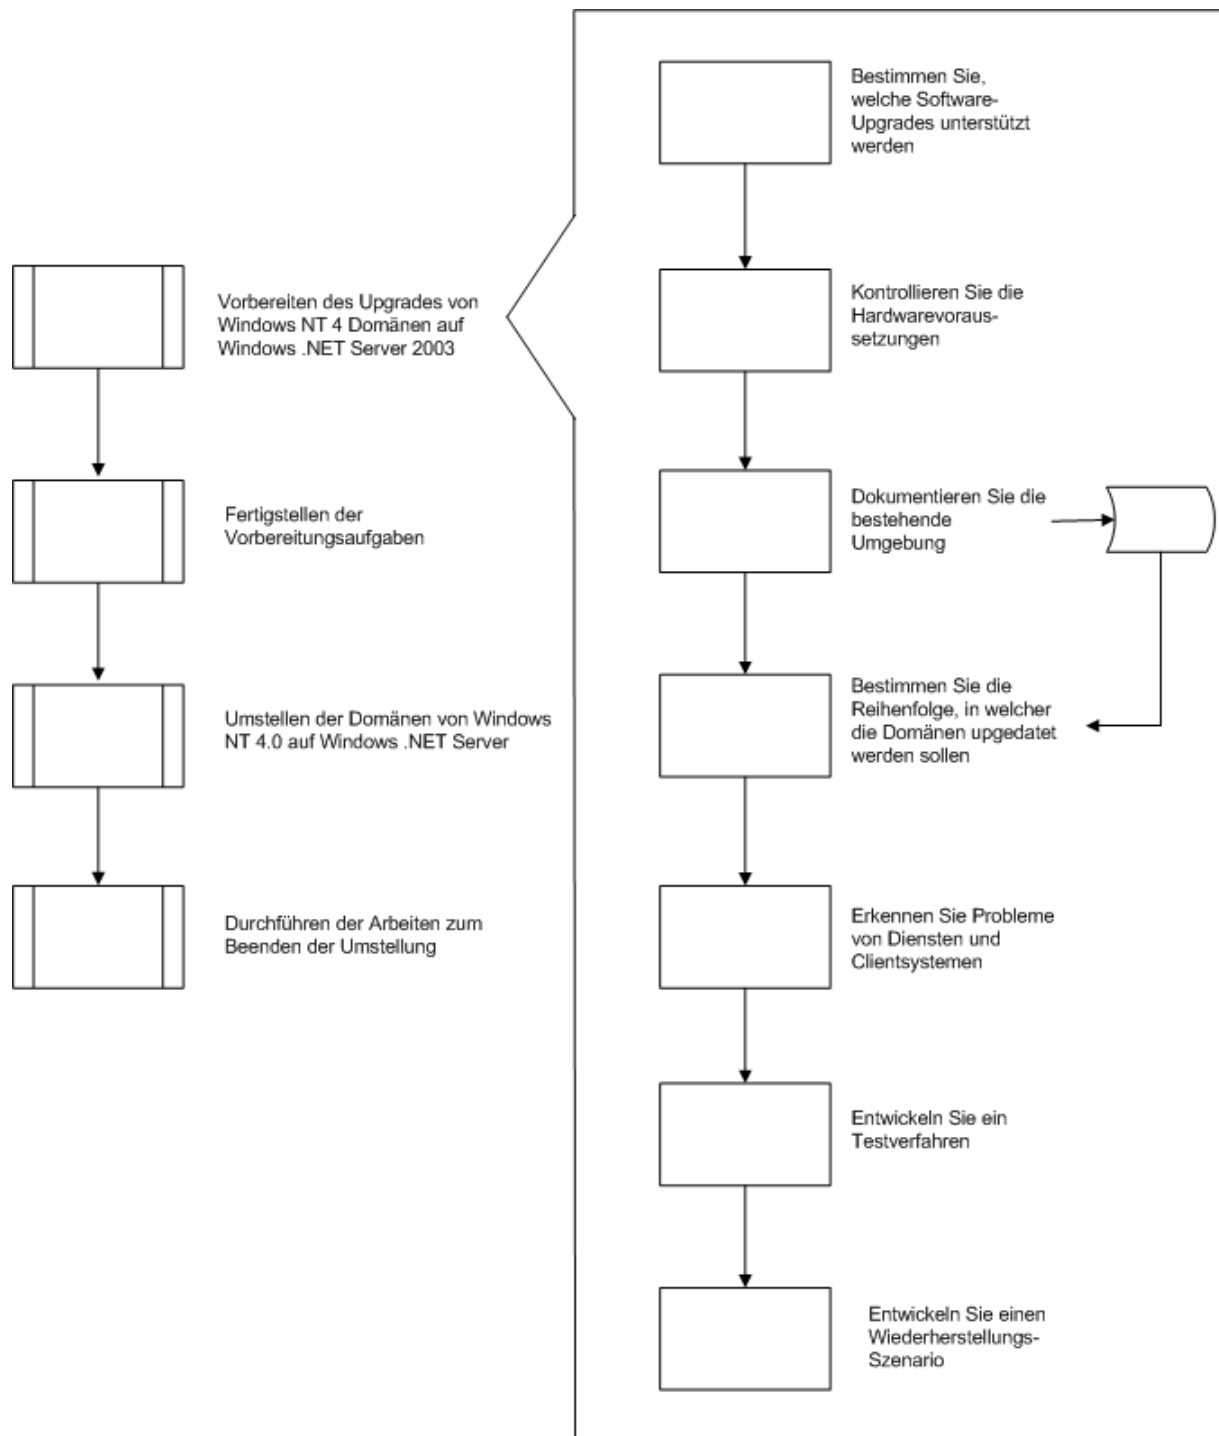 Vorbereiten des Upgrades von
Windows NT 4 Domänen auf
Windows .NET Server 2003
Fertigstellen der
Vorbereitungsaufgaben
Umstellen der Domänen von Windows
NT 4.0 auf Windows .NET Server
Durchführen der Arbeiten zum
Beenden der Umstellung
Bestimmen Sie,
welche Software-
Upgrades unterstützt
werden
Kontrollieren Sie die
Hardwarevoraus-
setzungen
Dokumentieren Sie die
bestehende
Umgebung
Bestimmen Sie die
Reihenfolge, in welcher
die Domänen upgedatet
werden sollen
Erkennen Sie Probleme
von Diensten und
Clientsystemen
Entwickeln Sie ein
Testverfahren
Entwickeln Sie einen
Wiederherstellungs-
Szenario